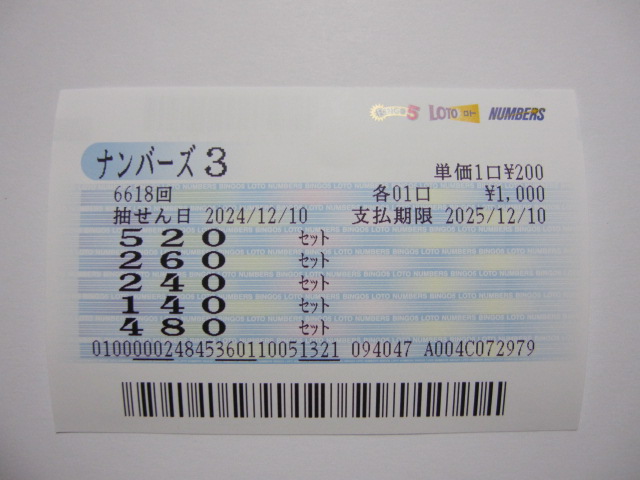 5 LOTO ロト NUMBERS
ナンバーズ3 単価1口¥200
6618回 各01口 ¥1,000
抽せん日 2024/12/10 支払期限 2025/12/10
520 セット
260 セット
240 セット
140 セット
480 セット
010000024845360110051321 094047 A004C072979